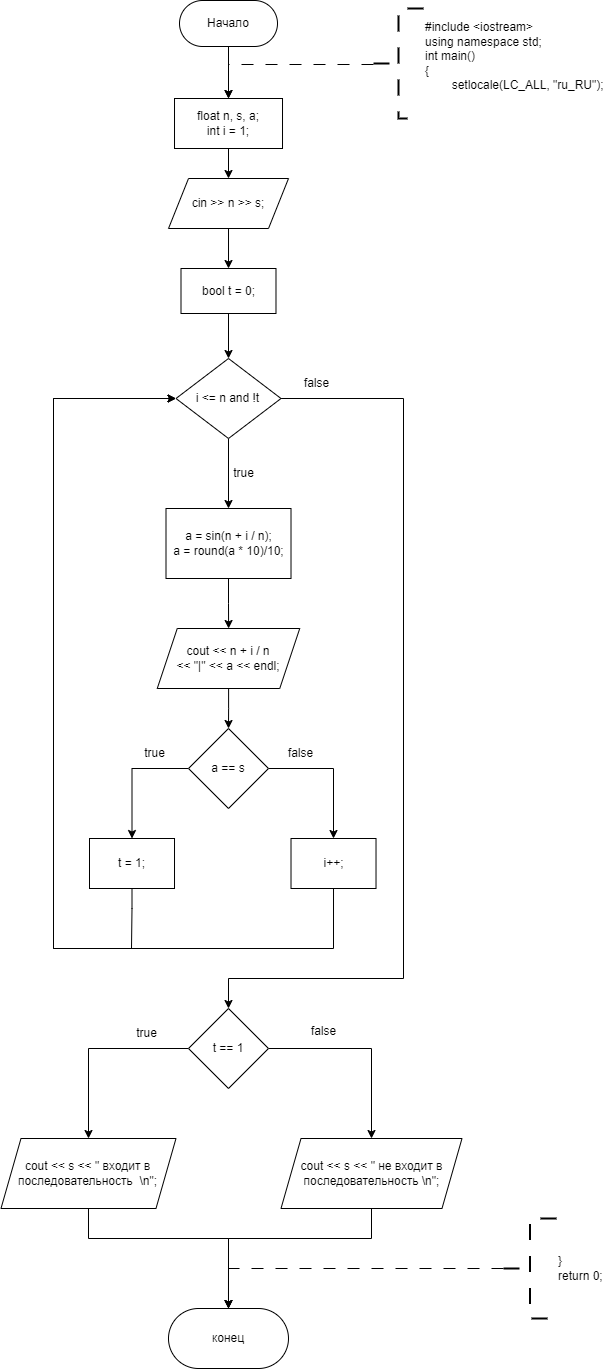 Начало
#include <iostream>
using namespace std;
int main()
{
setlocale(LC_ALL, "ru_RU");
float n, s, a;
int i = 1;
cin >> n >> s;
bool t = 0;
i <= n and !t
false
true
a = sin(n + i / n);
a = round(a * 10)/10;
cout << n + i / n
<< "|" << a << endl;
a == s
true
false
t = 1;
i++;
t == 1
true
false
cout << s << " входит в
последовательность \n";
cout << s << " не входит в
последовательность \n";
}
return 0;
конец